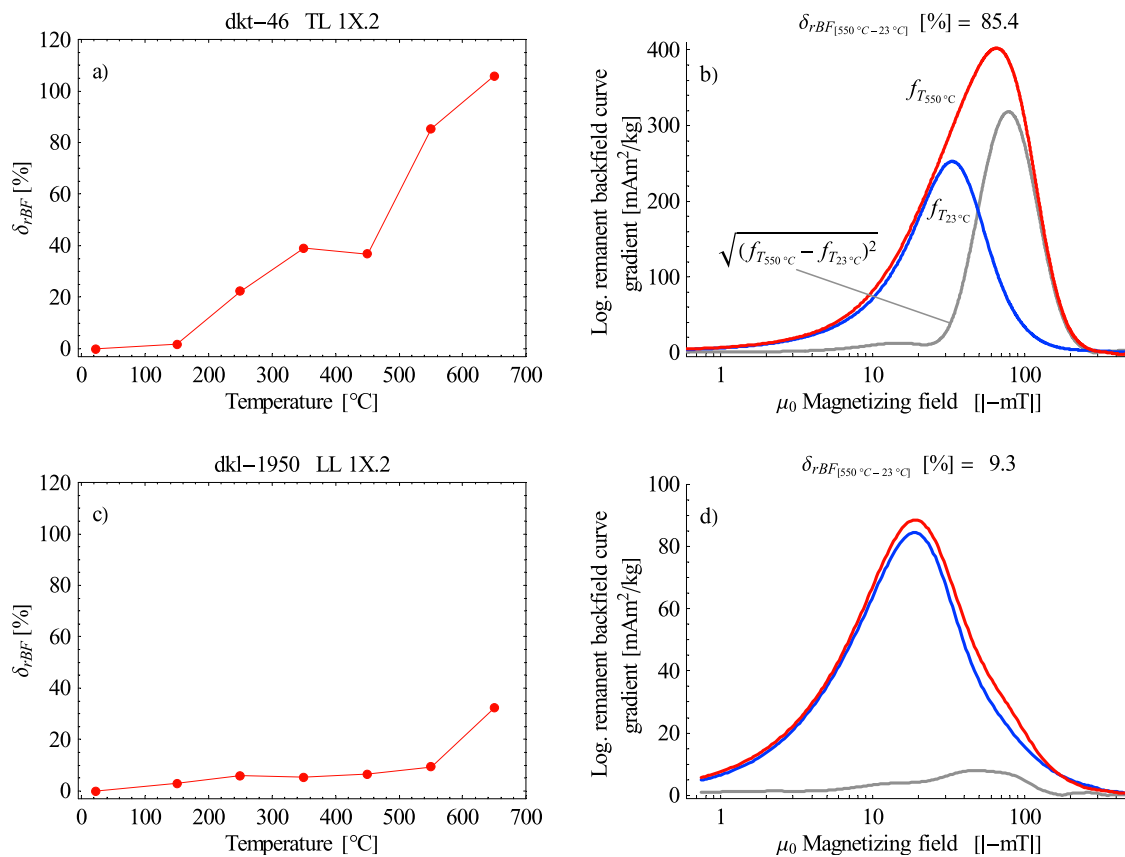 dkt−46 TL 1X.2
a)
δrBF [%]
120
100
80
60
40
20
0
0 100 200 300 400 500 600 700
Temperature [°C]
δrBF[550 °C−23 °C] [%] = 85.4
b)
Log. remanent backfield curve
gradient [mAm²/kg]
400
300
200
100
0
fT550 °C
fT23 °C
√(fT550 °C − fT23 °C)²
1 10 100
μ0 Magnetizing field [|−mT|]
dkl−1950 LL 1X.2
c)
δrBF [%]
120
100
80
60
40
20
0
0 100 200 300 400 500 600 700
Temperature [°C]
δrBF[550 °C−23 °C] [%] = 9.3
d)
Log. remanent backfield curve
gradient [mAm²/kg]
100
80
60
40
20
0
1 10 100
μ0 Magnetizing field [|−mT|]